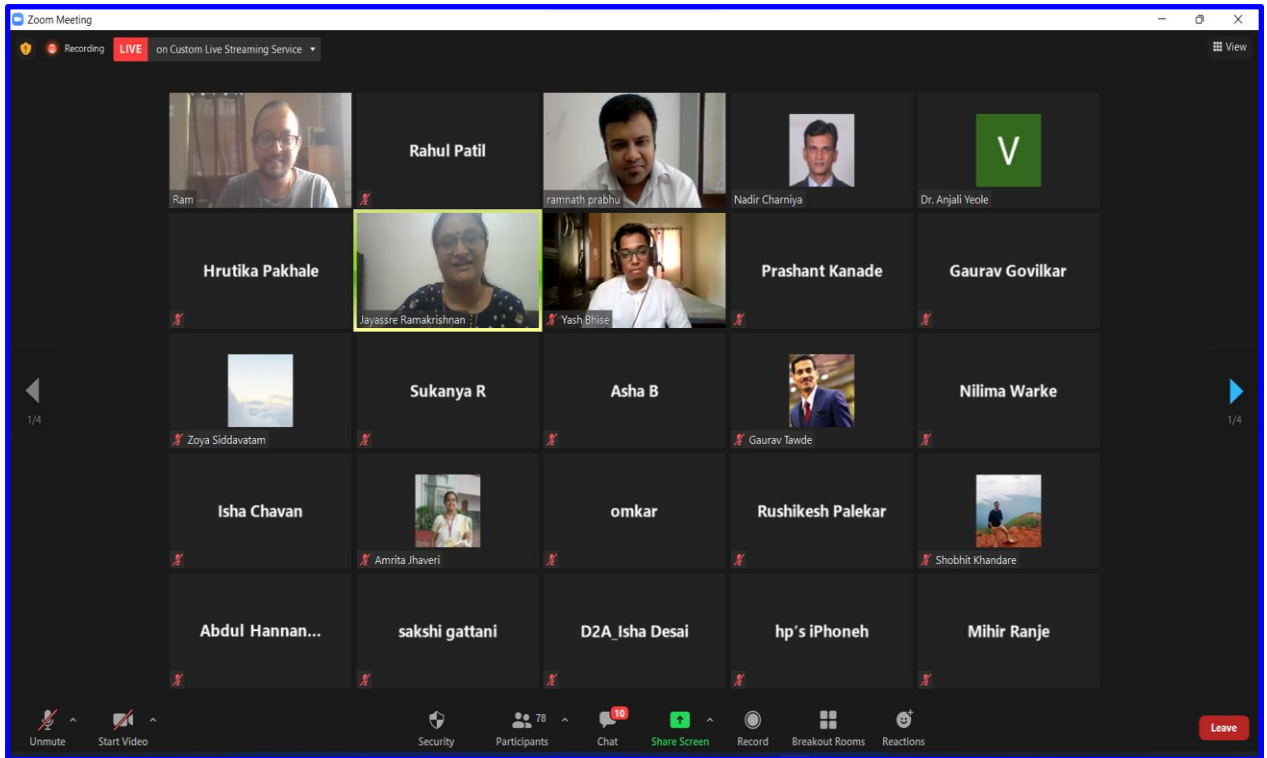 Zoom Meeting
Recording LIVE on Custom Live Streaming Service
View
Ram
Rahul Patil
ramnath prabhu
Nadir Charniya
V
Dr. Anjali Yeole
Hrutika Pakhale
Jayassre Ramakrishnan
Yash Bhise
Prashant Kanade
Gaurav Govilkar
Zoya Siddavatam
Sukanya R
Asha B
Gaurav Tawde
Nilima Warke
1/4
1/4
Isha Chavan
Amrita Jhaveri
omkar
Rushikesh Palekar
Shobhit Khandare
Abdul Hannan...
sakshi gattani
D2A_Isha Desai
hp's iPhoneh
Mihir Ranje
78
10
Unmute Start Video Security Participants Chat Share Screen Record Breakout Rooms Reactions Leave